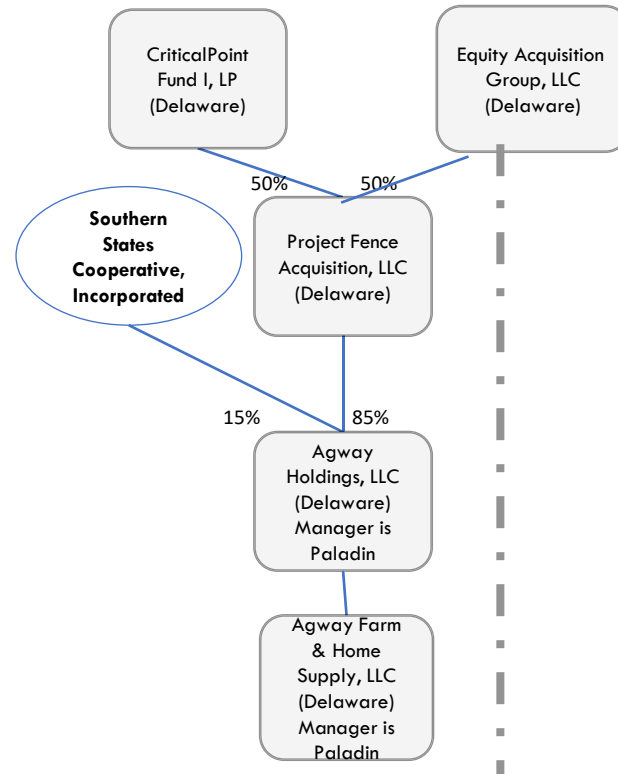 CriticalPoint
Fund I, LP
(Delaware)
Equity Acquisition
Group, LLC
(Delaware)
50%
50%
Southern
States
Cooperative,
Incorporated
Project Fence
Acquisition, LLC
(Delaware)
15%
85%
Agway
Holdings, LLC
(Delaware)
Manager is
Paladin
Agway Farm
& Home
Supply, LLC
(Delaware)
Manager is
Paladin